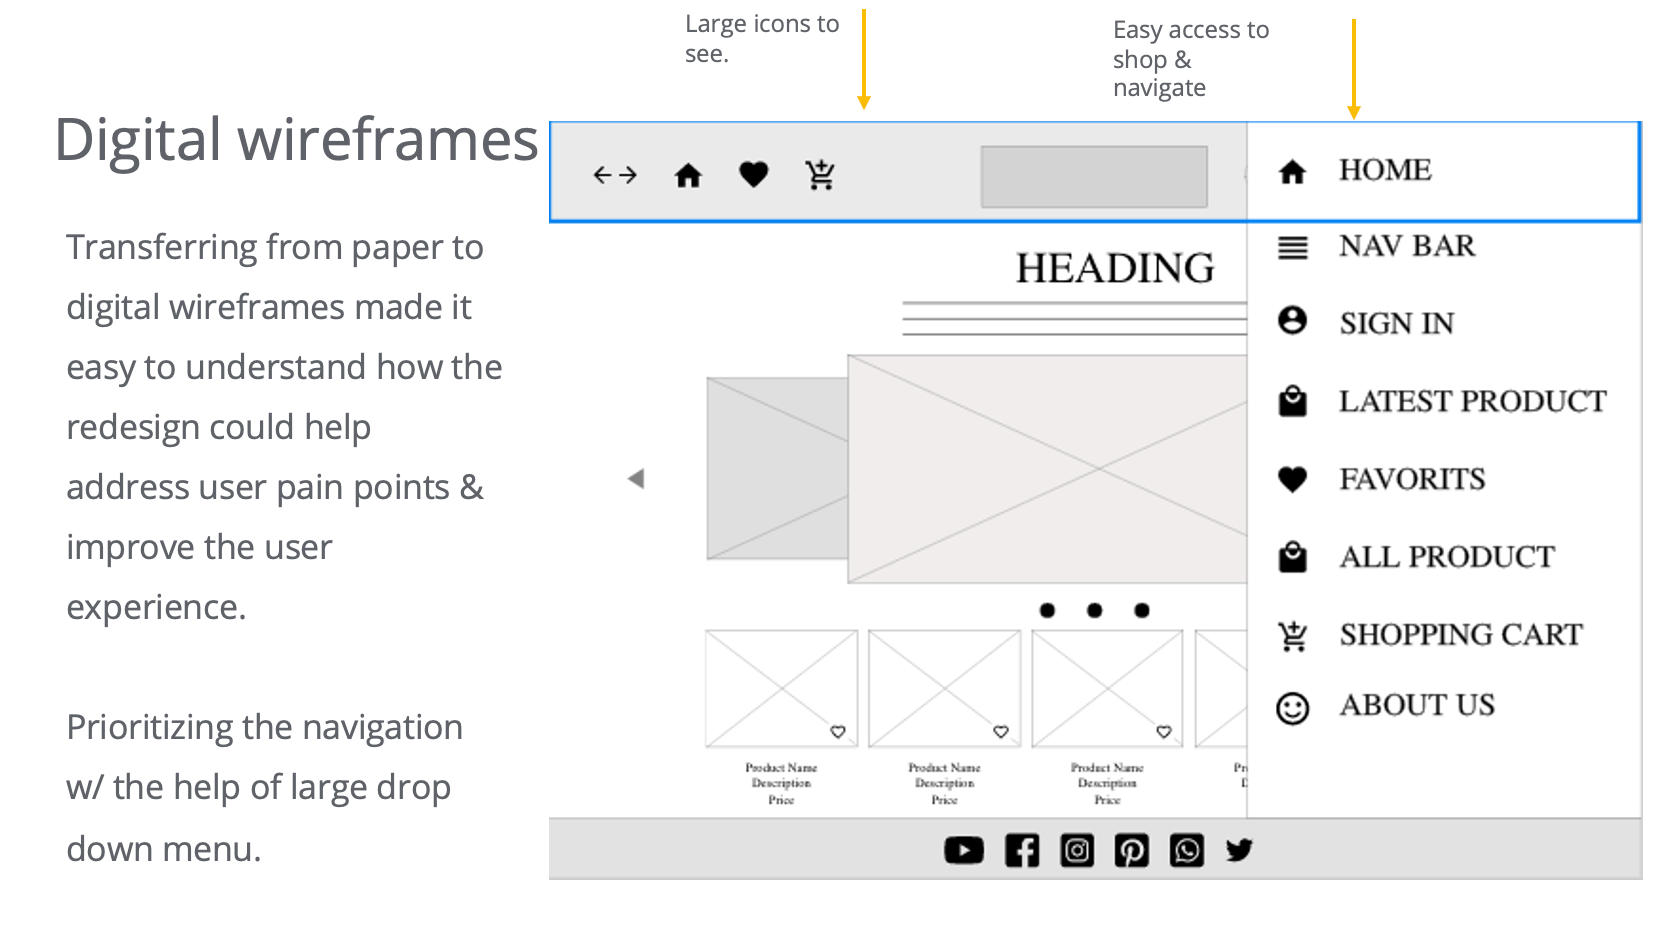 Large icons to
see.
Easy access to
shop &
navigate
Digital wireframes
Transferring from paper to
digital wireframes made it
easy to understand how the
redesign could help
address user pain points &
improve the user
experience.
Prioritizing the navigation
w/ the help of large drop
down menu.
HEADING
Product Name
Description
Price
Product Name
Description
Price
Product Name
Description
Price
HOME
NAV BAR
SIGN IN
LATEST PRODUCT
FAVORITS
ALL PRODUCT
SHOPPING CART
ABOUT US